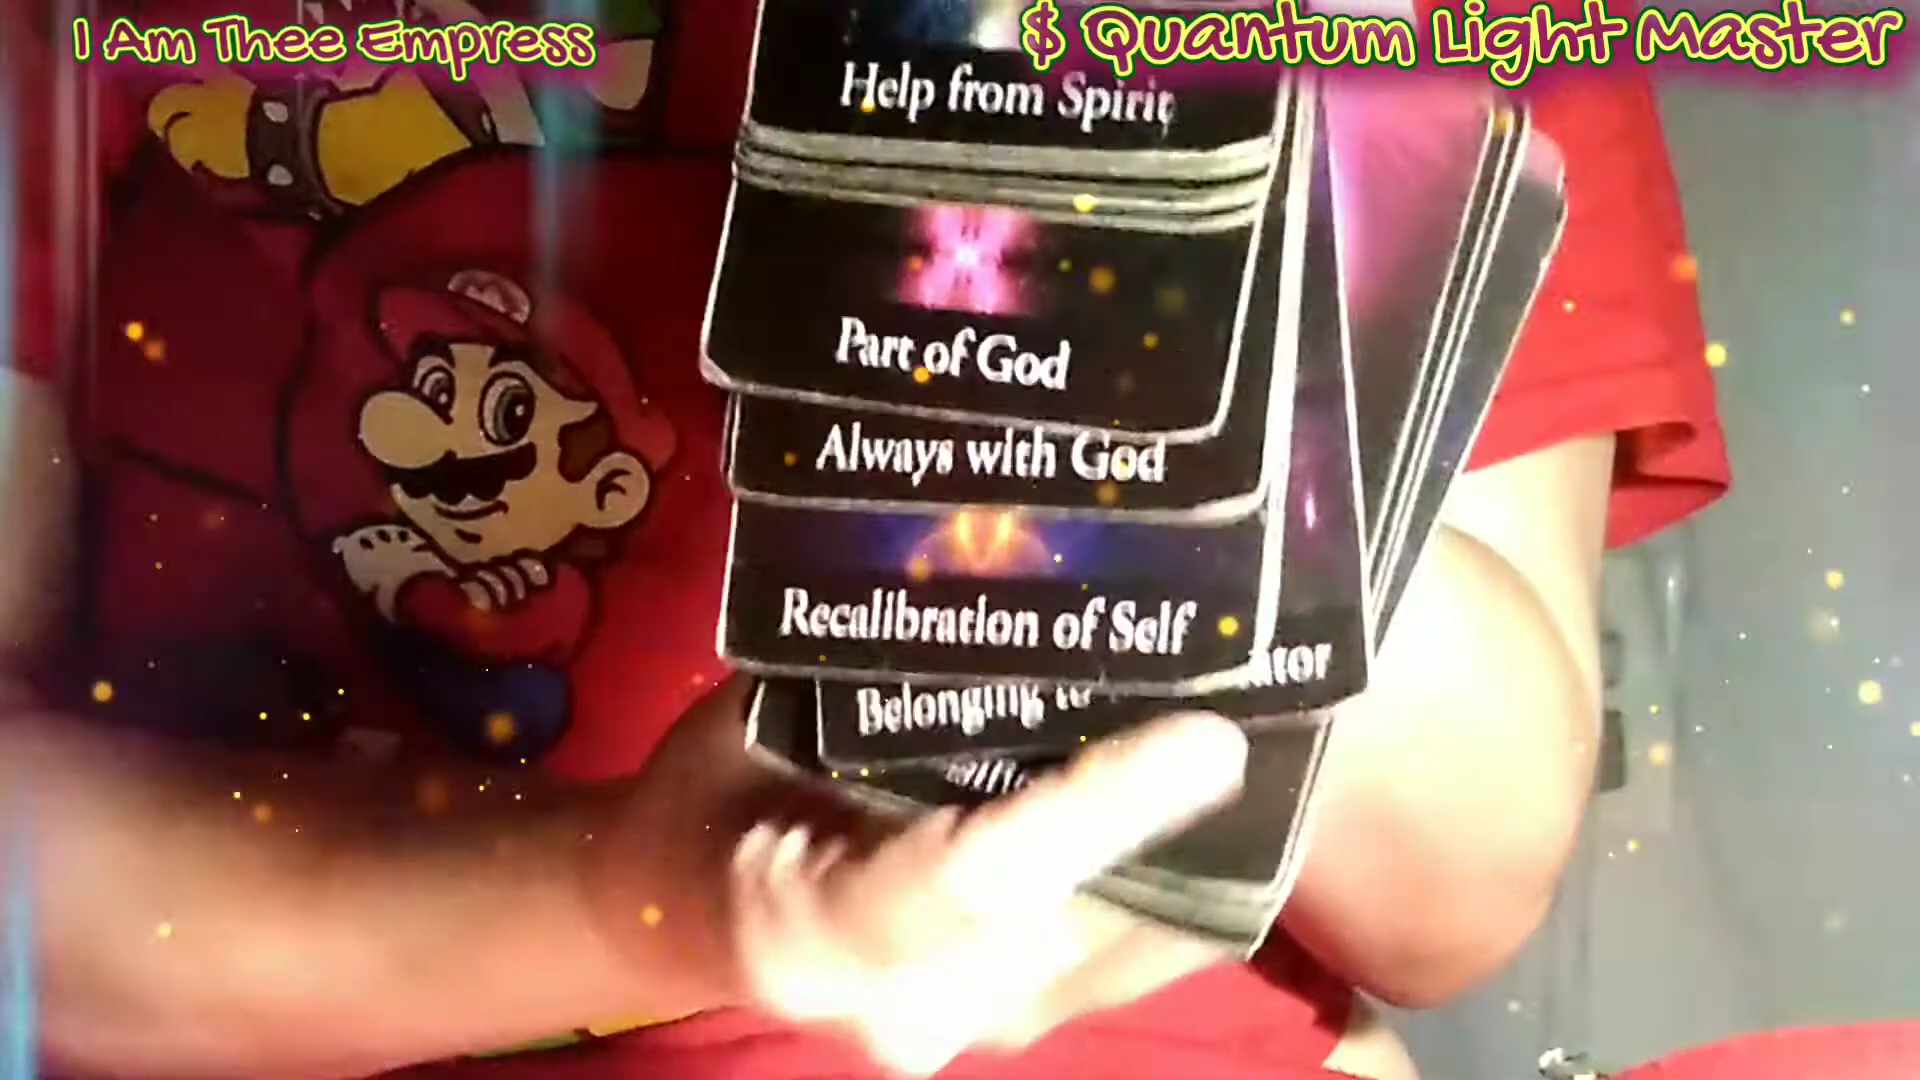 I Am Thee Empress
$ Quantum Light Master
Help from Spirit
M
Part of God
Always with God
Recalibration of Self
Belonging